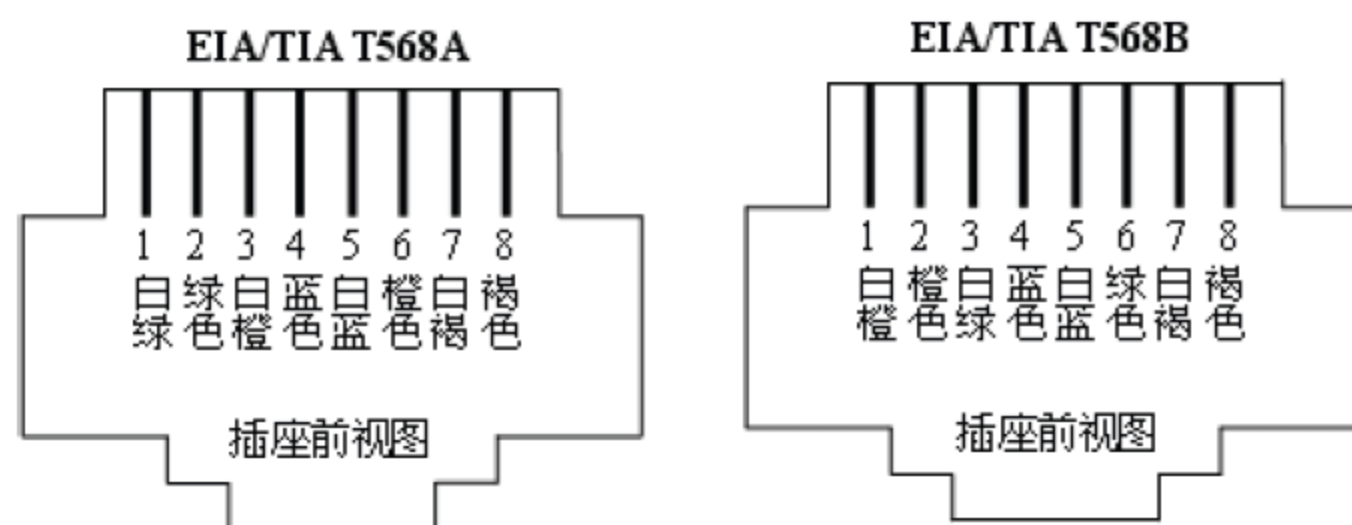 EIA/TIA T568A
1 2 3 4 5 6 7 8
白绿 绿色 白橙 蓝色 白蓝 橙色 白褐 褐色
插座前视图
EIA/TIA T568B
1 2 3 4 5 6 7 8
白橙 橙色 白绿 蓝色 白蓝 绿色 白褐 褐色
插座前视图